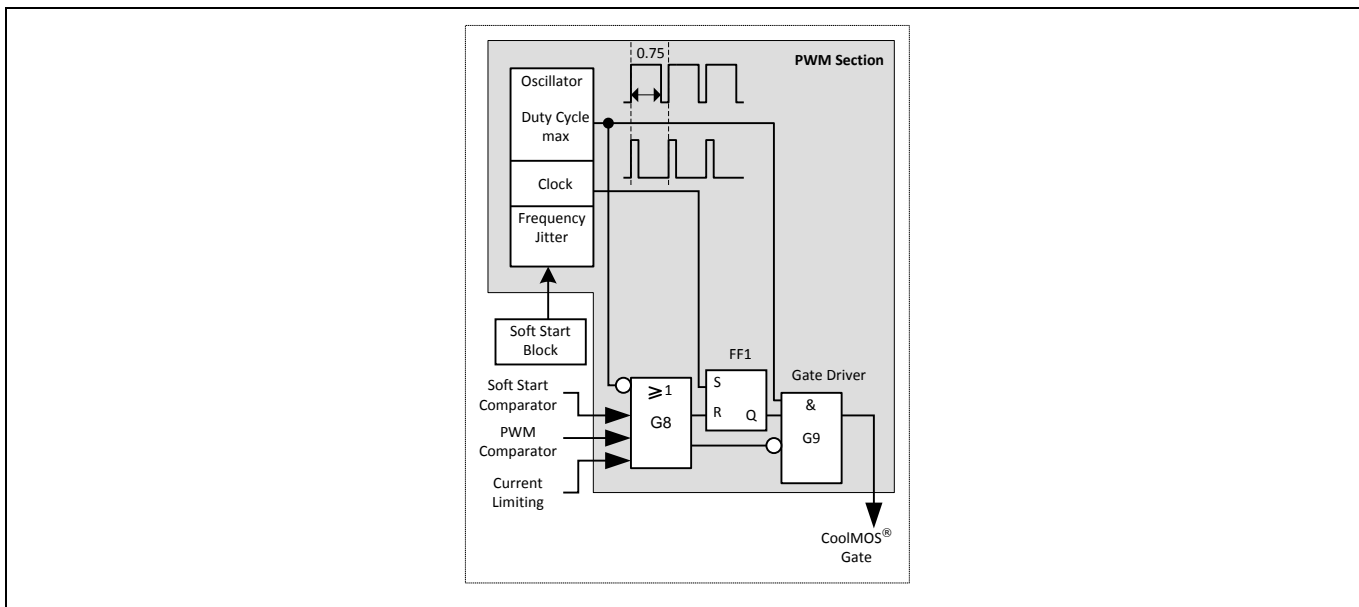 0.75
PWM Section
Oscillator
Duty Cycle
max
Clock
Frequency
Jitter
Soft Start
Block
FF1
Gate Driver
Soft Start
Comparator
PWM
Comparator
Current
Limiting
⩾1
G8
S
R
Q
&
G9
CoolMOS®
Gate